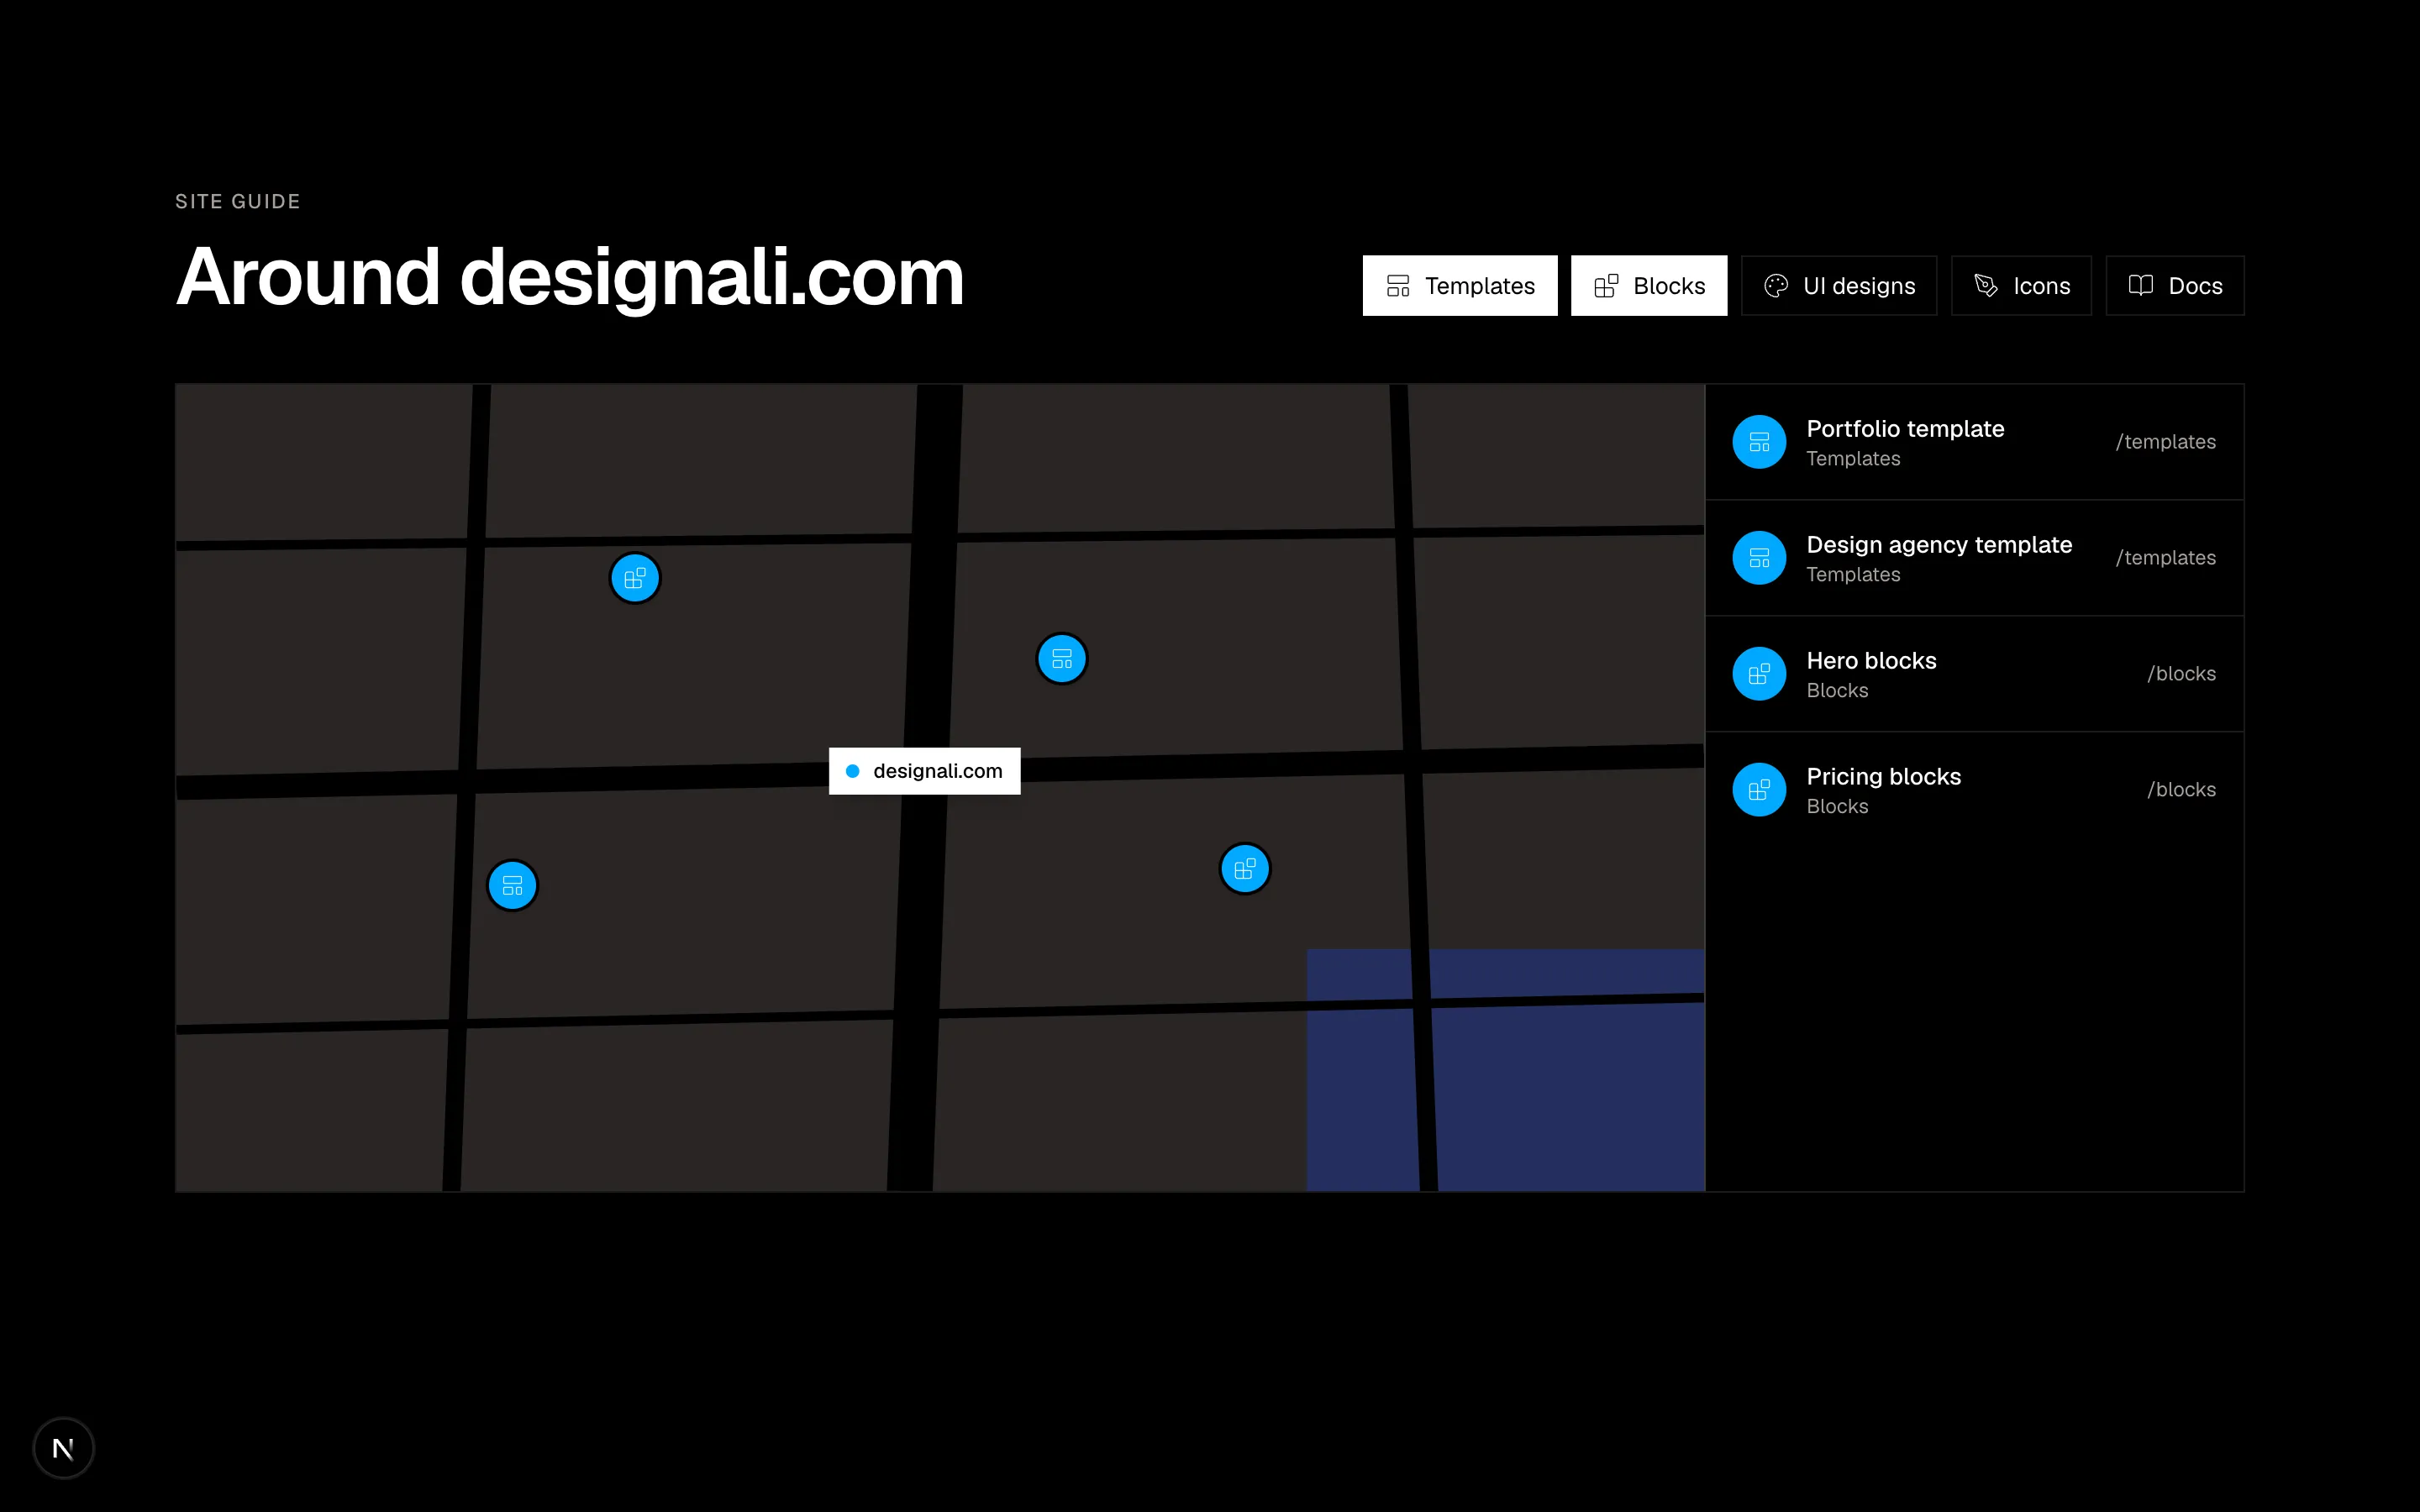 SITE GUIDE
Around designali.com
Templates
Blocks
UI designs
Icons
Docs
designali.com
Portfolio template
Templates
/templates
Design agency template
Templates
/templates
Hero blocks
Blocks
/blocks
Pricing blocks
Blocks
/blocks
N